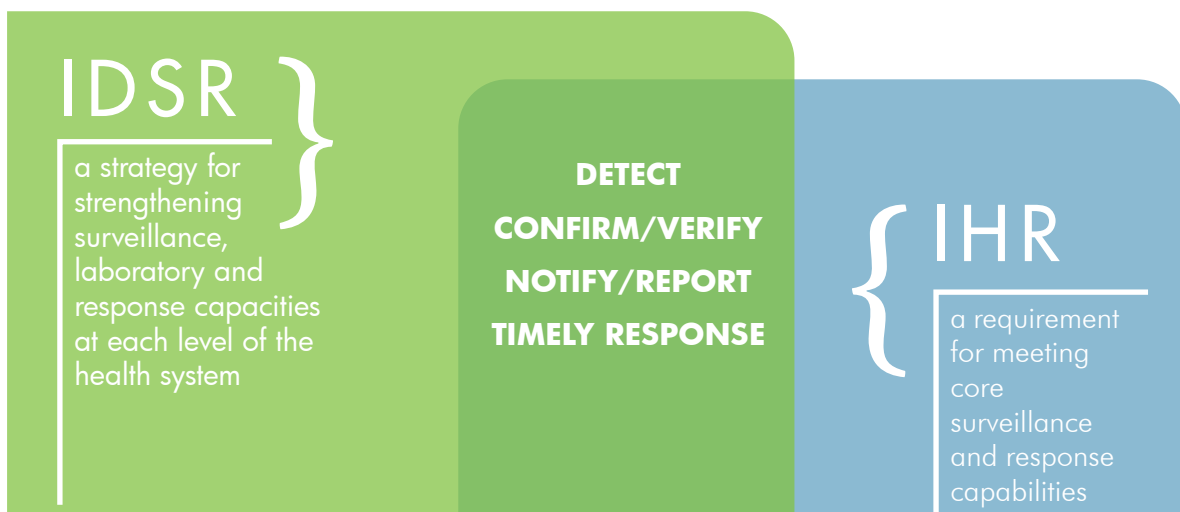 IDSR
a strategy for
strengthening
surveillance,
laboratory and
response capacities
at each level of the
health system
DETECT
CONFIRM/VERIFY
NOTIFY/REPORT
TIMELY RESPONSE
IHR
a requirement
for meeting
core
surveillance
and response
capabilities